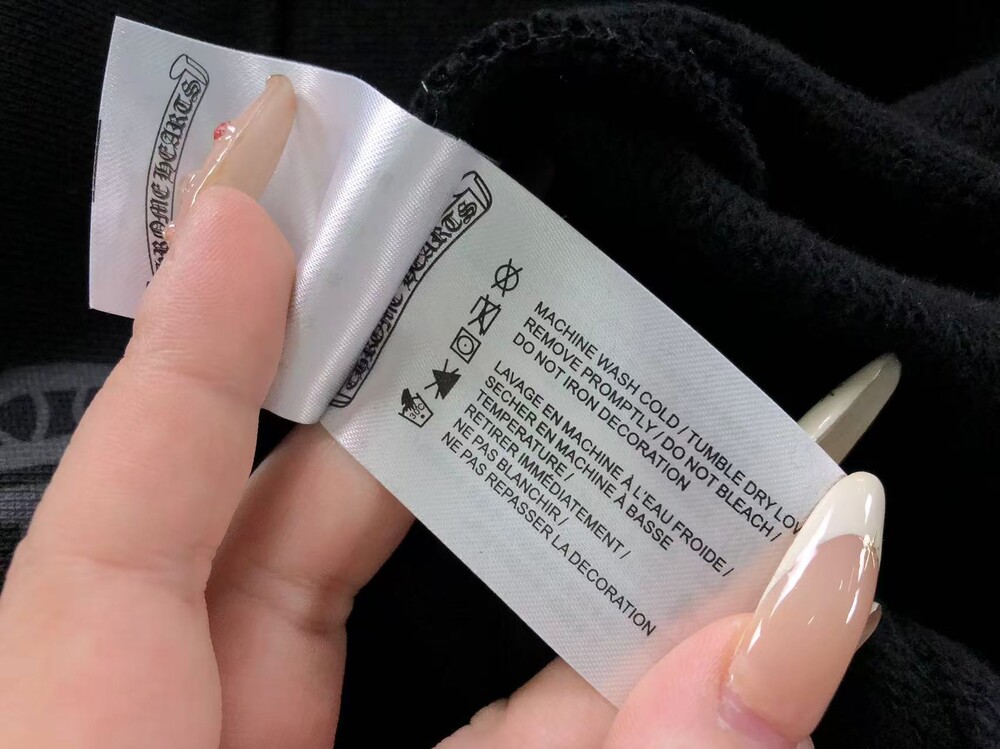 CHROME HEARTS
CHROME HEARTS
30C
MACHINE WASH COLD / TUMBLE DRY LOW
REMOVE PROMPTLY / DO NOT BLEACH /
DO NOT IRON DECORATION
LAVAGE EN MACHINE À L'EAU FROIDE /
SECHER EN MACHINE À BASSE
TEMPERATURE /
RETIRER IMMÉDIATEMENT /
NE PAS BLANCHIR /
NE PAS REPASSER LA DECORATION